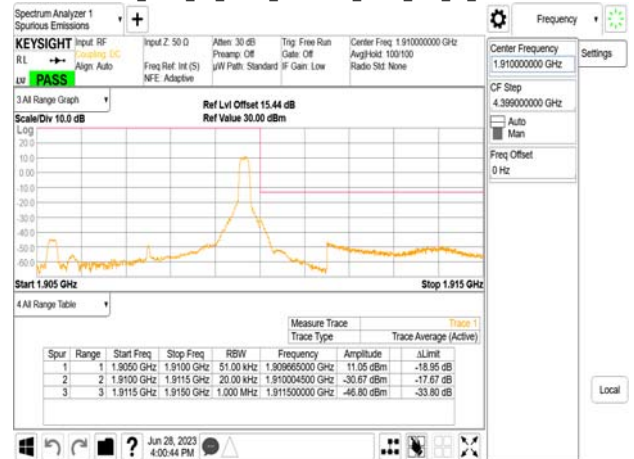 Spectrum Analyzer 1
Spurious Emissions
Frequency
KEYSIGHT Input: RF Input Z: 50 Ω Atten: 30 dB Trig: Free Run Center Freq: 1.910000000 GHz
RL Coupling: DC Preamp: Off Gate: Off Avg|Hold: 100/100
Align: Auto Freq Ref: Int (S) µW Path: Standard IF Gain: Low Radio Std: None
LV PASS NFE: Adaptive
Center Frequency
1.910000000 GHz
Settings
CF Step
4.399000000 GHz
Auto
Man
Freq Offset
0 Hz
3 All Range Graph
Ref Lvl Offset 15.44 dB
Scale/Div 10.0 dB Ref Value 30.00 dBm
Log
20.0
10.0
0.00
-10.0
-20.0
-30.0
-40.0
-50.0
-60.0
Start 1.905 GHz Stop 1.915 GHz
4 All Range Table
Measure Trace Trace 1
Trace Type Trace Average (Active)
Spur Range Start Freq Stop Freq RBW Frequency Amplitude ΔLimit
1 1 1.9050 GHz 1.9100 GHz 51.00 kHz 1.909665000 GHz 11.05 dBm -18.95 dB
2 2 1.9100 GHz 1.9115 GHz 20.00 kHz 1.910004500 GHz -30.67 dBm -17.67 dB
3 3 1.9115 GHz 1.9150 GHz 1.000 MHz 1.911500000 GHz -46.80 dBm -33.80 dB
Local
Jun 28, 2023
4:00:44 PM